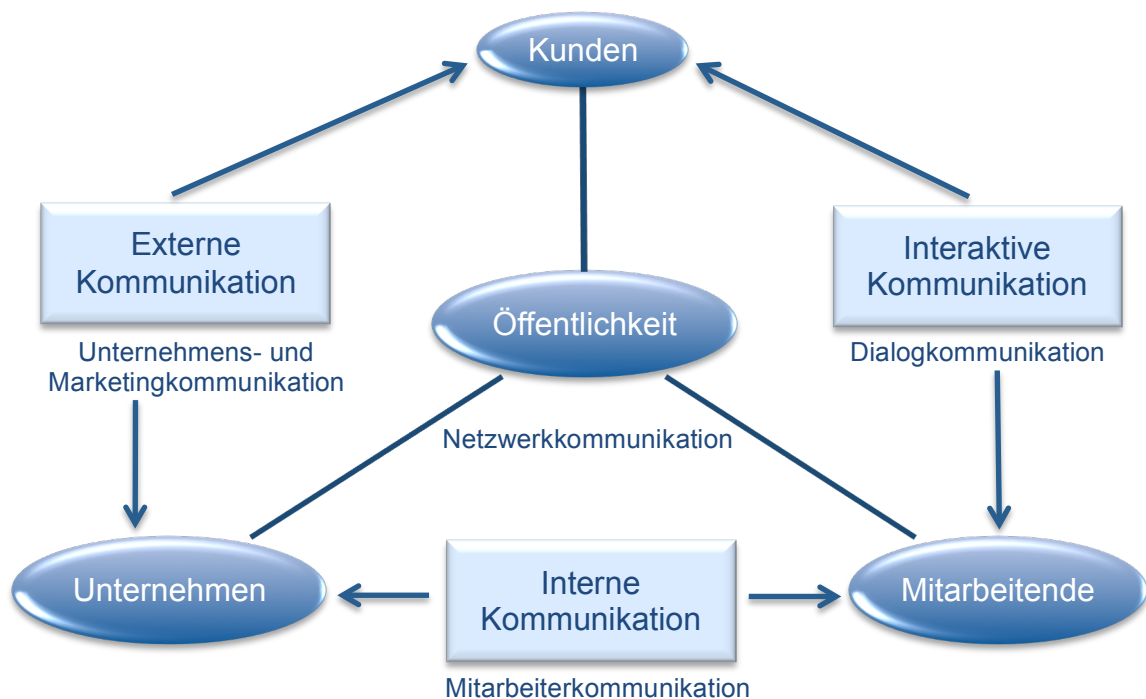 Kunden
Externe
Kommunikation
Unternehmens- und
Marketingkommunikation
Interaktive
Kommunikation
Dialogkommunikation
Öffentlichkeit
Netzwerkkommunikation
Unternehmen
Interne
Kommunikation
Mitarbeiterkommunikation
Mitarbeitende